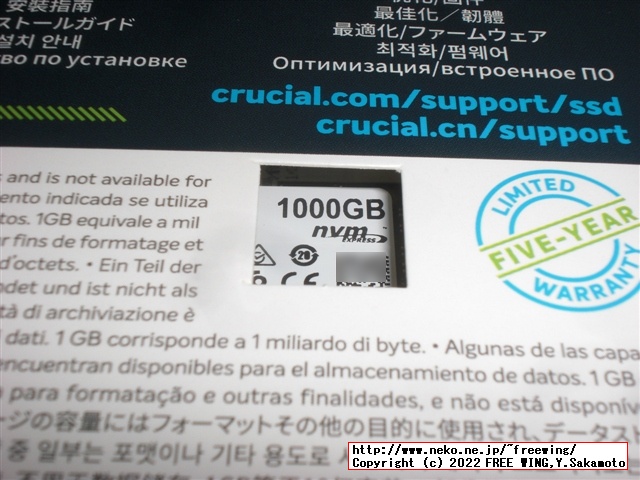 安裝指南
ストールガイド
설치 안내
во по установке
最佳化／韌體
最適化/ファームウェア
최적화/펌웨어
Оптимизация/встроенное ПО
crucial.com/support/ssd
crucial.cn/support
s and is not available for
ento indicada se utiliza
tos. 1GB equivale a mil
r fins de formatage et
d'octets. • Ein Teil der
ndet und ist nicht als
tà di archiviazione è
dati. 1 GB corrisponde a 1 miliardo di byte. • Algunas de las capa
encuentran disponibles para el almacenamiento de datos. 1 GB
para formatação e outras finalidades, e não está disponív
ージの容量にはフォーマットその他の目的に使用され、データスト
중 일부는 포맷이나 기타 용도로 사
1000GB
nvm
EXPRESS
20
CE
LIMITED
FIVE-YEAR
WARRANTY
http://www.neko.ne.jp/~freewing/
Copyright (c) 2022 FREE WING,Y.Sakamoto